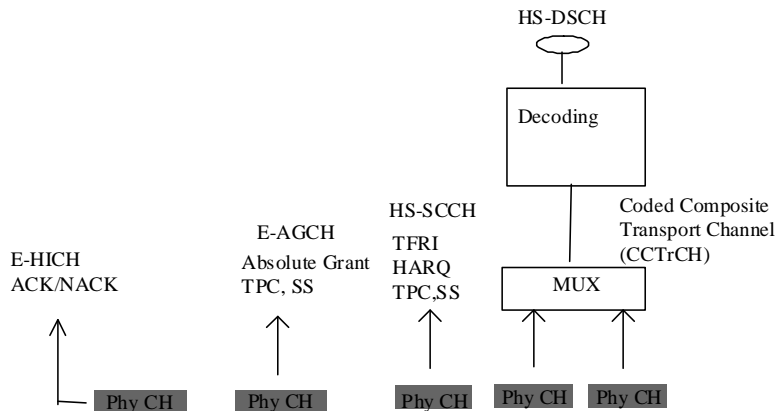 HS-DSCH
Decoding
HS-SCCH
TFRI
HARQ
TPC,SS
Coded Composite
Transport Channel
(CCTrCH)
E-AGCH
Absolute Grant
TPC, SS
E-HICH
ACK/NACK
MUX
Phy CH
Phy CH
Phy CH
Phy CH
Phy CH